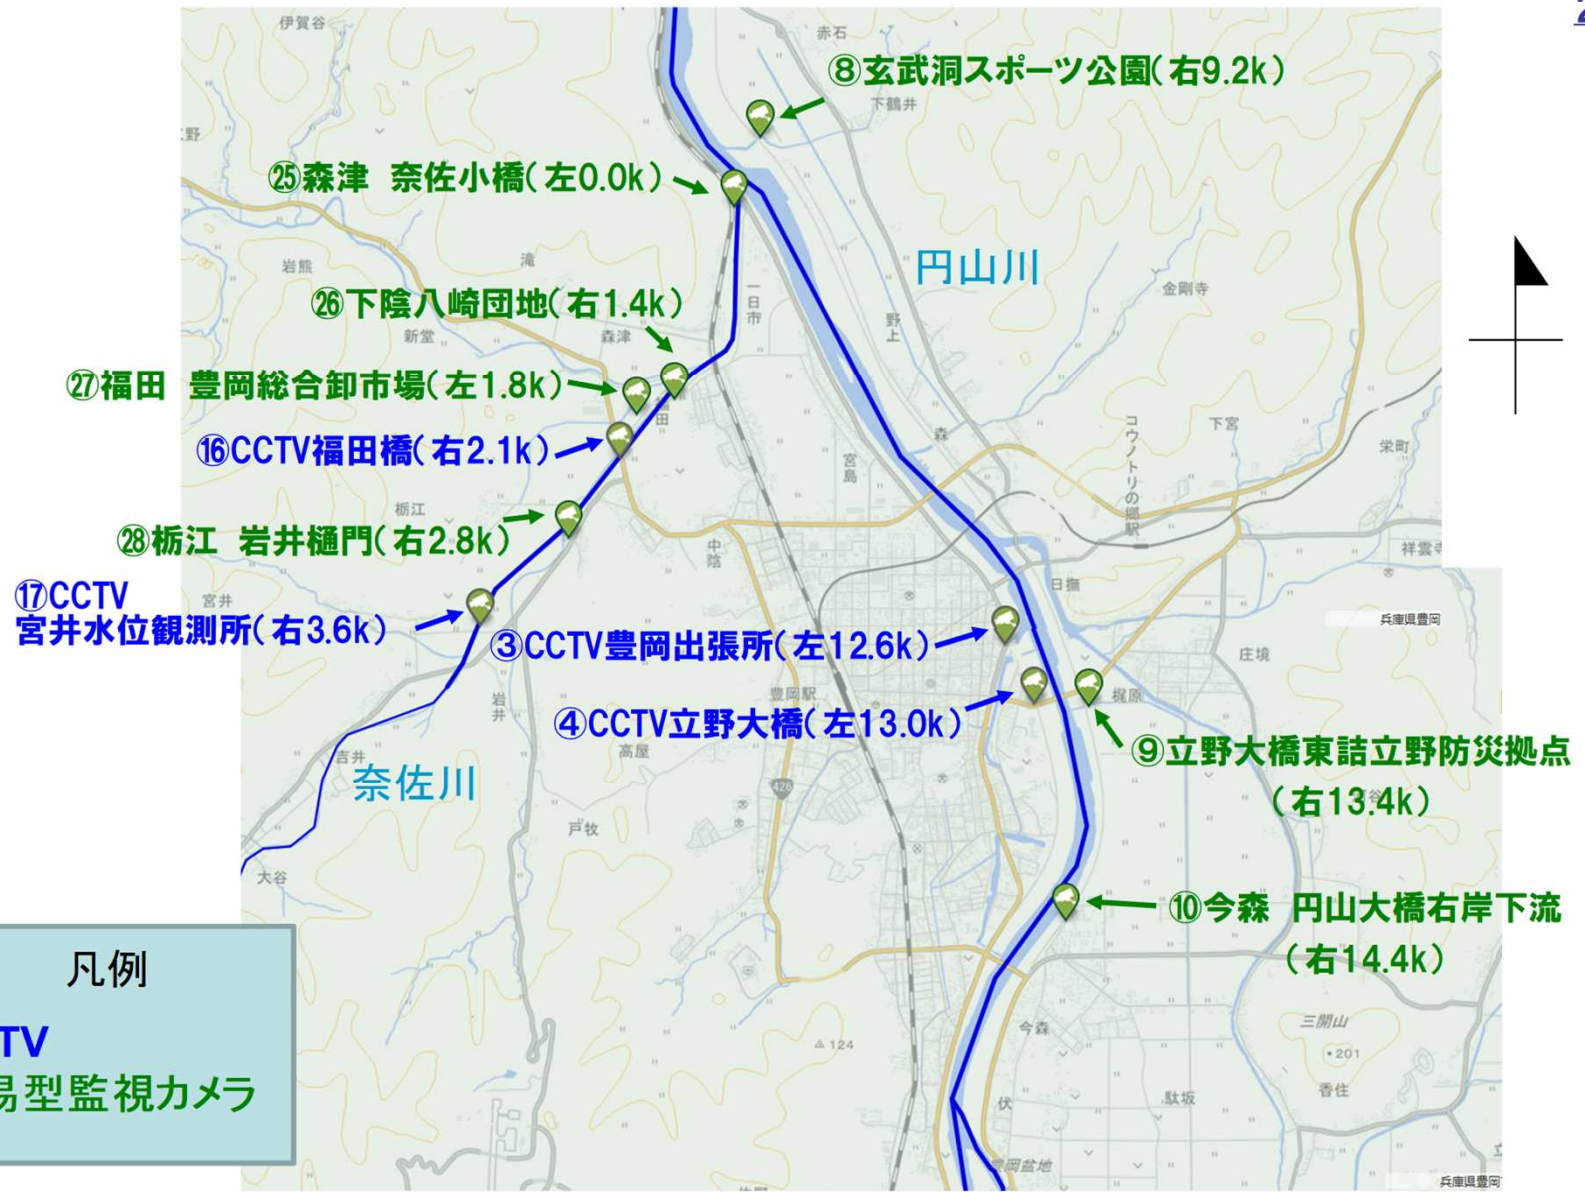 伊賀谷
赤石
⑧玄武洞スポーツ公園(右9.2k)
下鶴井
野
㉕森津 奈佐小橋(左0.0k)
円山川
岩熊
滝
一日市
金剛寺
㉖下陰八崎団地(右1.4k)
野上
新堂
森津
㉗福田 豊岡総合卸市場(左1.8k)
福田
コウノトリの郷駅
下宮
森
栄町
⑯CCTV福田橋(右2.1k)
宮島
栃江
㉘栃江 岩井樋門(右2.8k)
中陰
祥雲寺
日撫
⑰CCTV
宮井水位観測所(右3.6k)
宮井
兵庫県豊岡
③CCTV豊岡出張所(左12.6k)
庄境
岩井
豊岡駅
梶原
④CCTV立野大橋(左13.0k)
高屋
吉井
⑨立野大橋東詰立野防災拠点
(右13.4k)
奈佐川
426
戸牧
大谷
⑩今森 円山大橋右岸下流
(右14.4k)
凡例
TV
易型監視カメラ
今森
三開山
124
201
香住
駄坂
伏
豊岡盆地
兵庫県豊岡